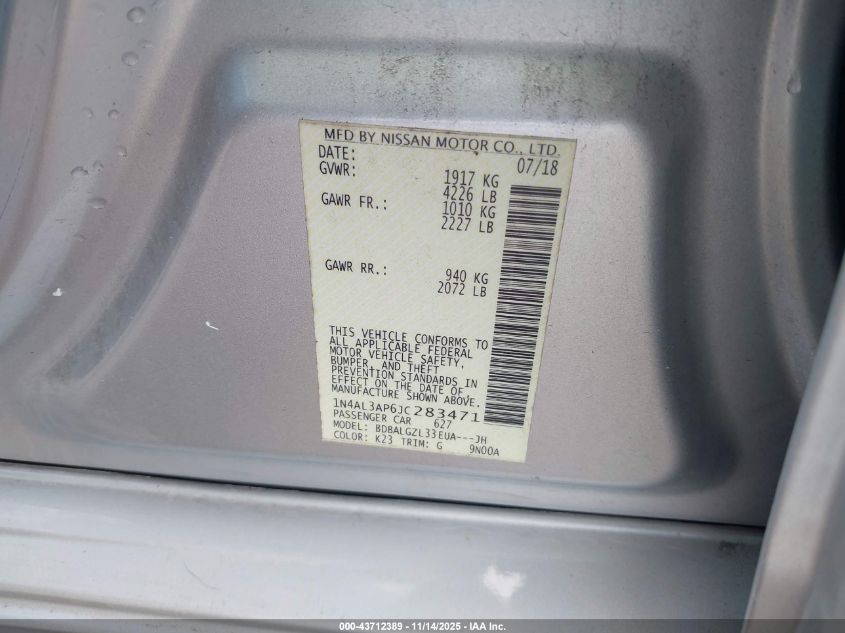 MFD BY NISSAN MOTOR CO., LTD.
DATE: 07/18
GVWR: 1917 KG
4226 LB
GAWR FR.: 1010 KG
2227 LB
GAWR RR.: 940 KG
2072 LB
THIS VEHICLE CONFORMS TO
ALL APPLICABLE FEDERAL
MOTOR VEHICLE SAFETY,
BUMPER, AND THEFT
PREVENTION STANDARDS IN
EFFECT ON THE DATE OF
MANUFACTURE SHOWN ABOVE.
1N4AL3AP6JC283471
PASSENGER CAR 627
MODEL: BDBALGZL33EUA---JH
COLOR: K23 TRIM: G 9N00A
000-43712389 - 11/14/2025 - IAA Inc.